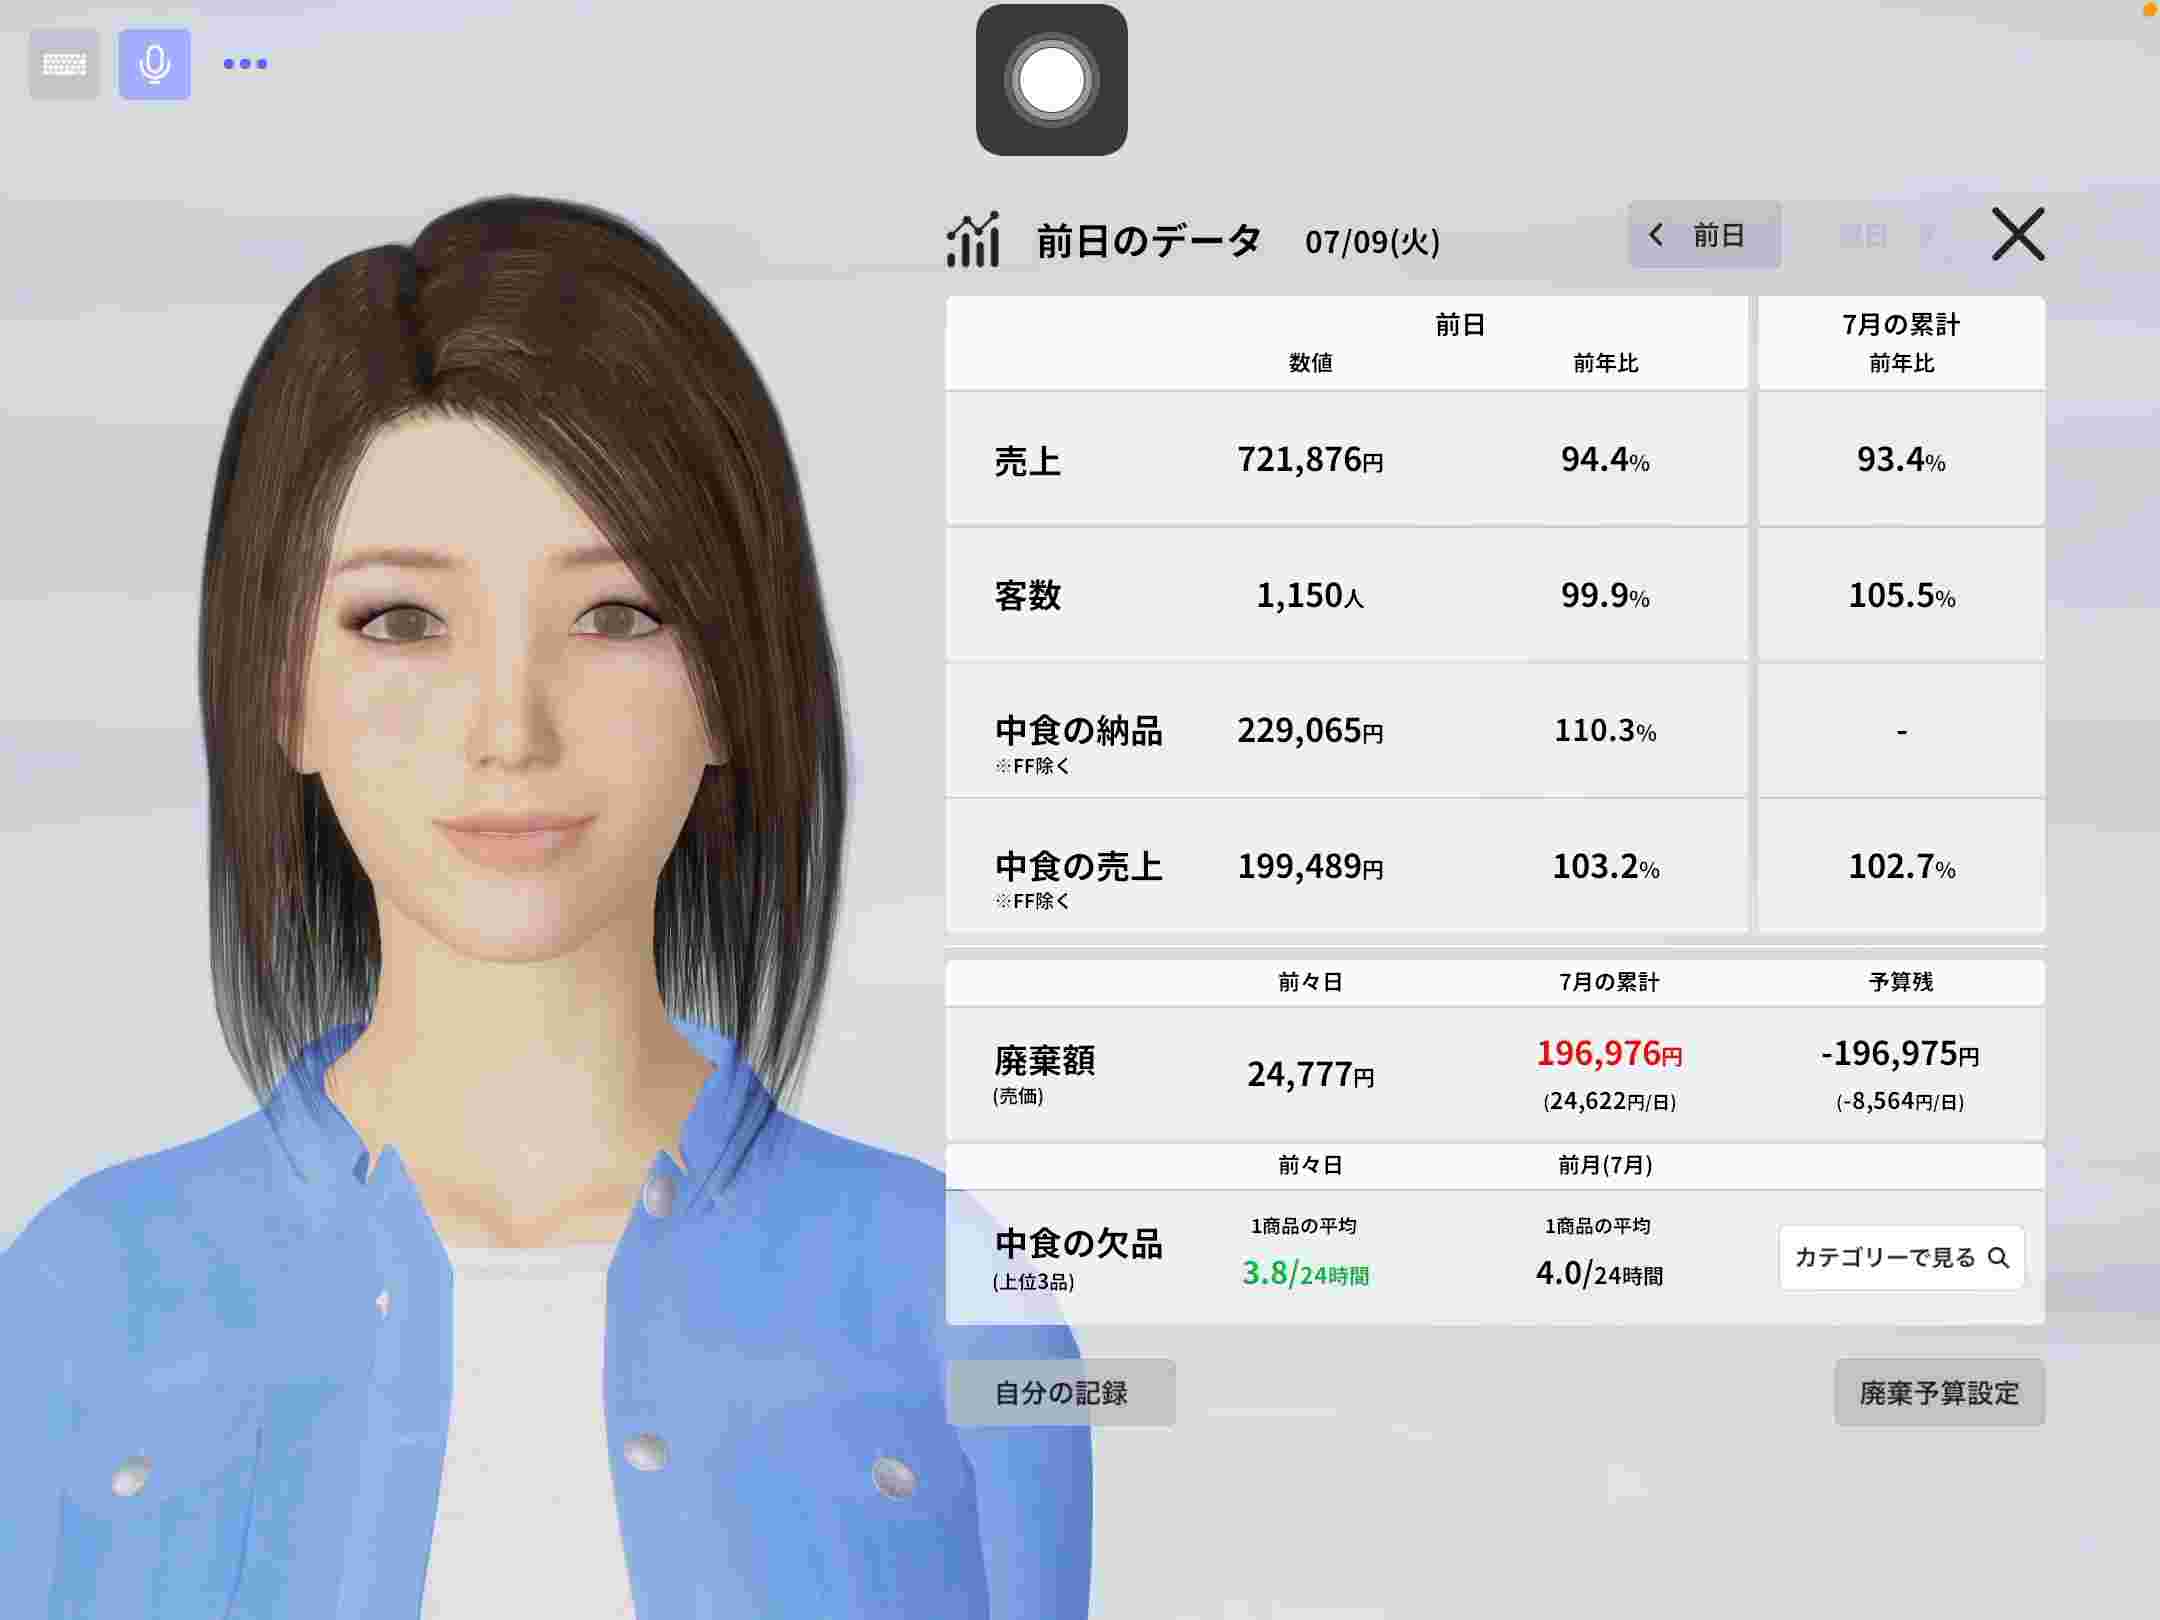 前日のデータ 07/09(火) 前日 翌日
前日 7月の累計
数値 前年比 前年比
売上 721,876円 94.4% 93.4%
客数 1,150人 99.9% 105.5%
中食の納品 229,065円 110.3% -
※FF除く
中食の売上 199,489円 103.2% 102.7%
※FF除く
前々日 7月の累計 予算残
廃棄額 24,777円 196,976円 -196,975円
(売価) (24,622円/日) (-8,564円/日)
前々日 前月(7月)
中食の欠品 1商品の平均 1商品の平均 カテゴリーで見る
(上位3品) 3.8/24時間 4.0/24時間
自分の記録 廃棄予算設定